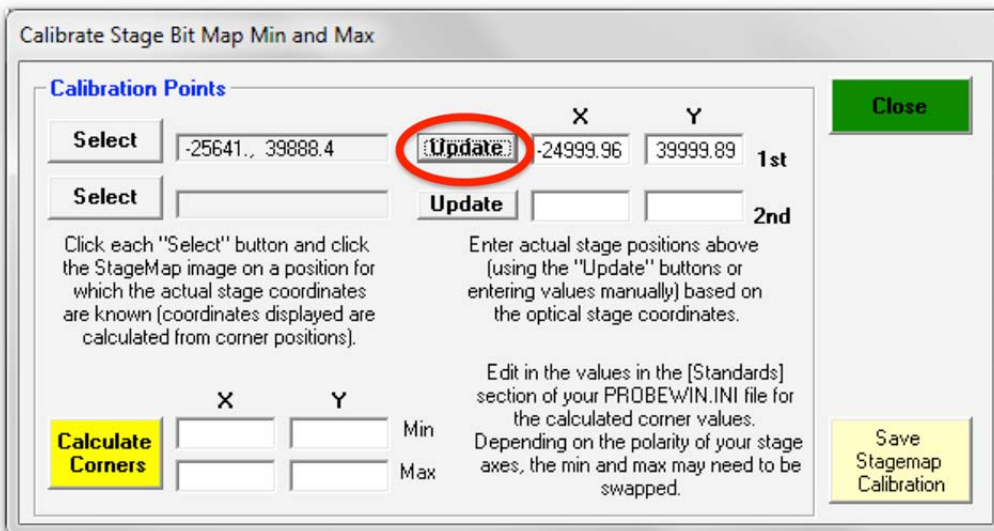 Calibrate Stage Bit Map Min and Max
Calibration Points
X Y
Select -25641., 39888.4 Update -24999.96 39999.89 1st
Select Update 2nd
Click each "Select" button and click
the StageMap image on a position for
which the actual stage coordinates
are known (coordinates displayed are
calculated from corner positions).
Enter actual stage positions above
(using the "Update" buttons or
entering values manually) based on
the optical stage coordinates.
Edit in the values in the [Standards]
section of your PROBEWIN.INI file for
the calculated corner values.
Depending on the polarity of your stage
axes, the min and max may need to be
swapped.
X Y
Calculate
Corners
Min
Max
Close
Save
Stagemap
Calibration